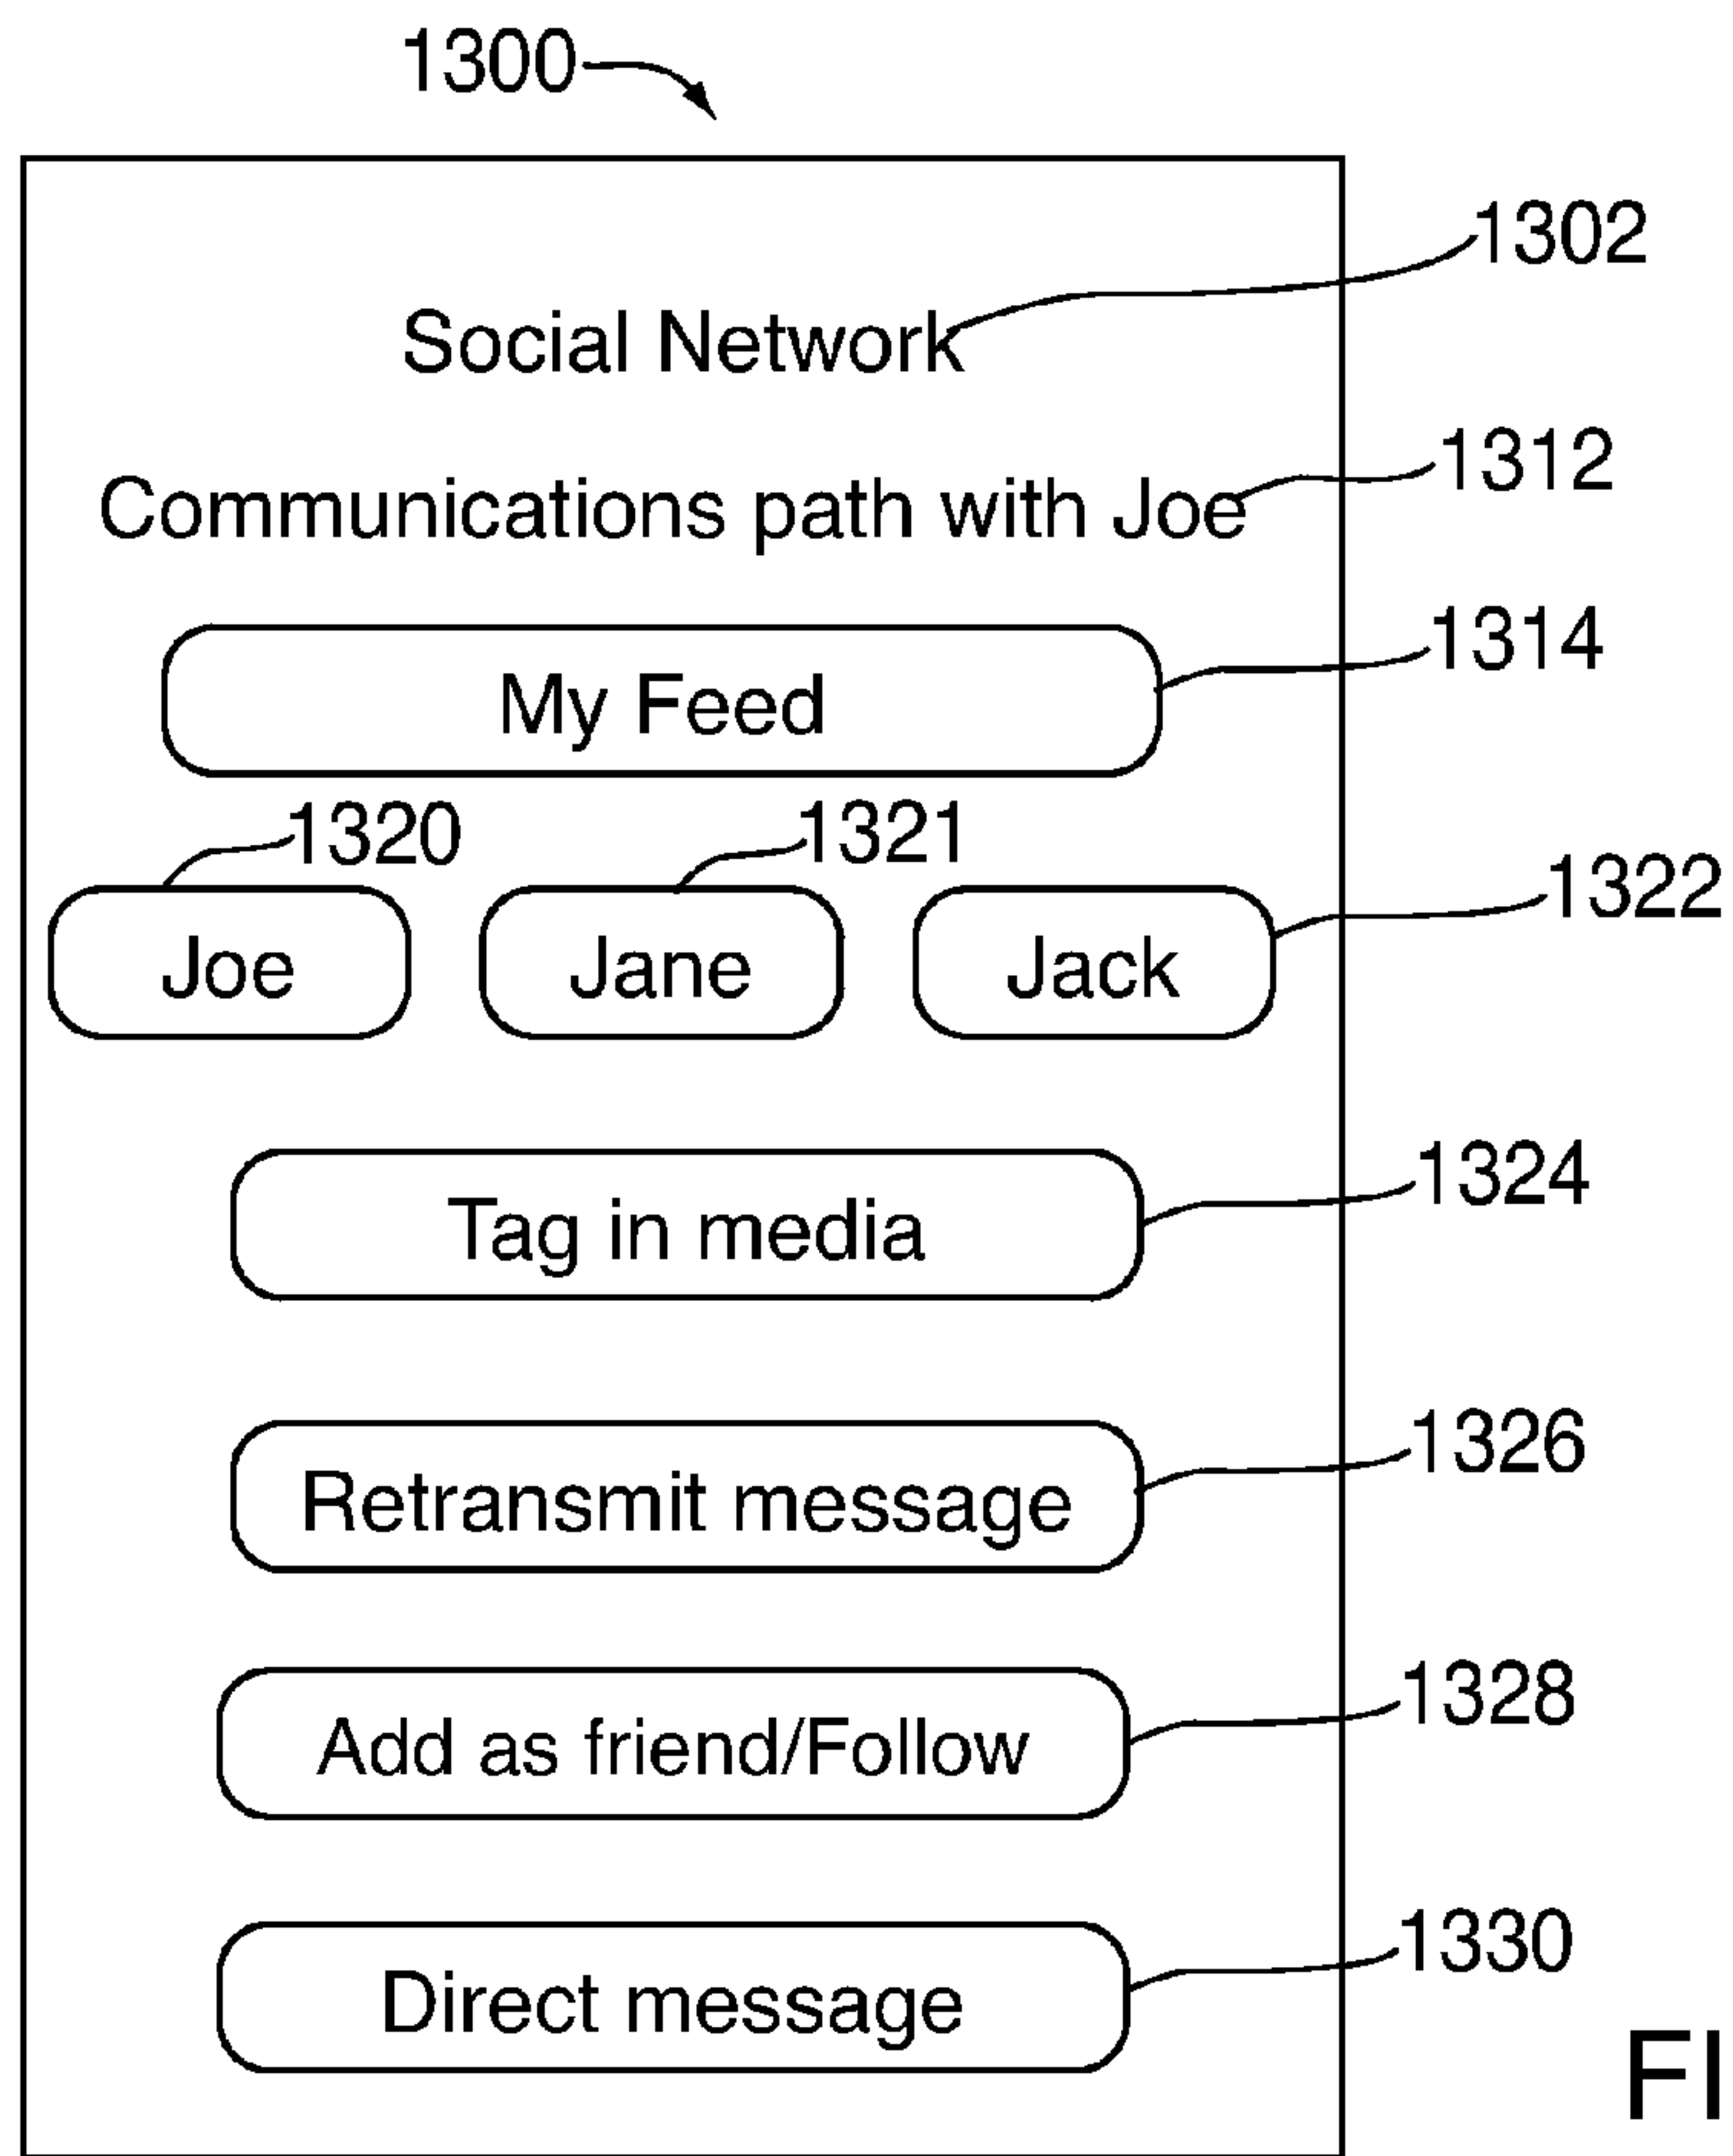 1300
1302
Social Network
1312
Communications path with Joe
1314
My Feed
1320 1321
1322
Joe Jane Jack
1324
Tag in media
1326
Retransmit message
1328
Add as friend/Follow
1330
Direct message
FI